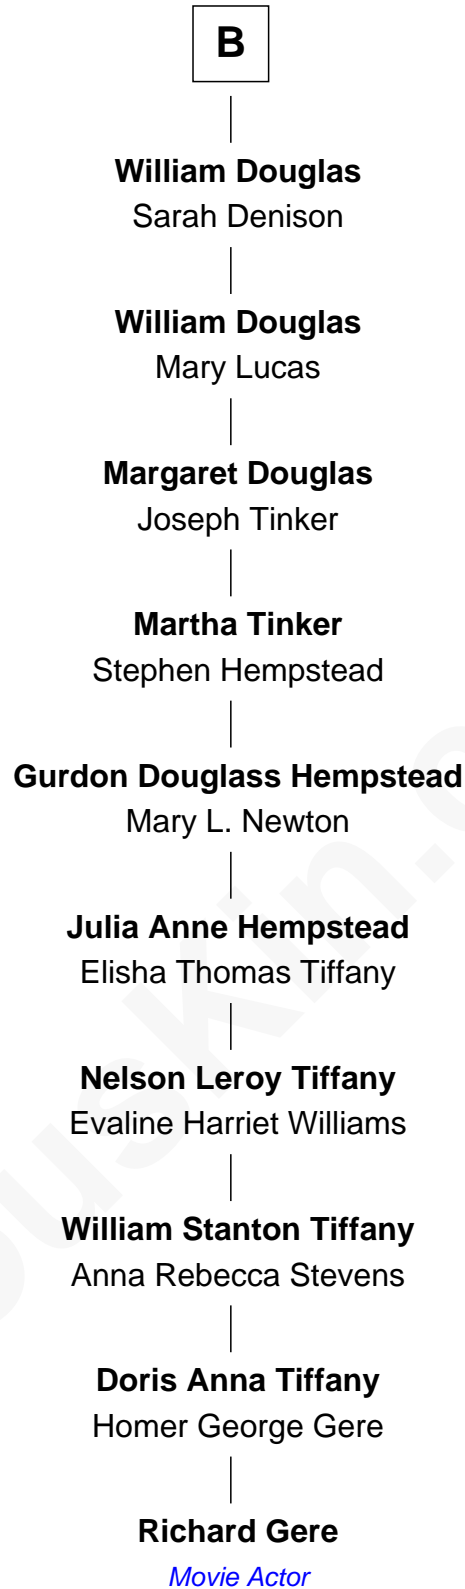 B
William Douglas
Sarah Denison
William Douglas
Mary Lucas
Margaret Douglas
Joseph Tinker
Martha Tinker
Stephen Hempstead
Gurdon Douglass Hempstead
Mary L. Newton
Julia Anne Hempstead
Elisha Thomas Tiffany
Nelson Leroy Tiffany
Evaline Harriet Williams
William Stanton Tiffany
Anna Rebecca Stevens
Doris Anna Tiffany
Homer George Gere
Richard Gere
Movie Actor